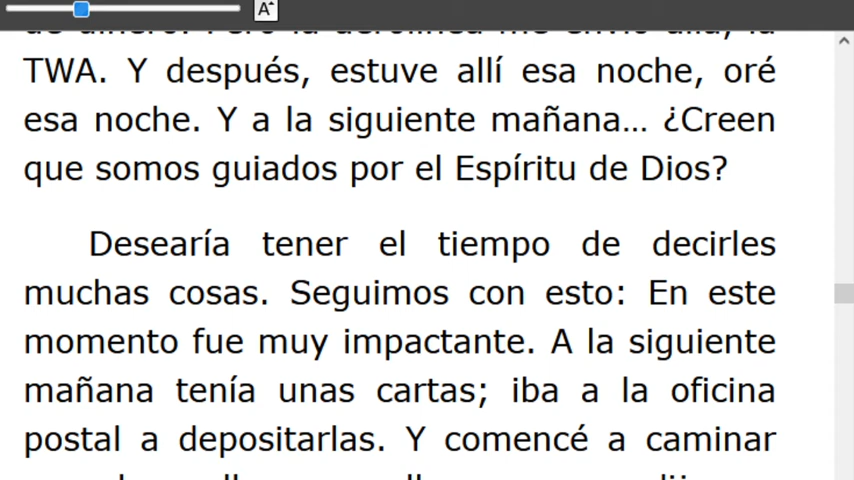 A
TWA. Y después, estuve allí esa noche, oré
esa noche. Y a la siguiente mañana... ¿Creen
que somos guiados por el Espíritu de Dios?
Desearía tener el tiempo de decirles
muchas cosas. Seguimos con esto: En este
momento fue muy impactante. A la siguiente
mañana tenía unas cartas; iba a la oficina
postal a depositarlas. Y comencé a caminar